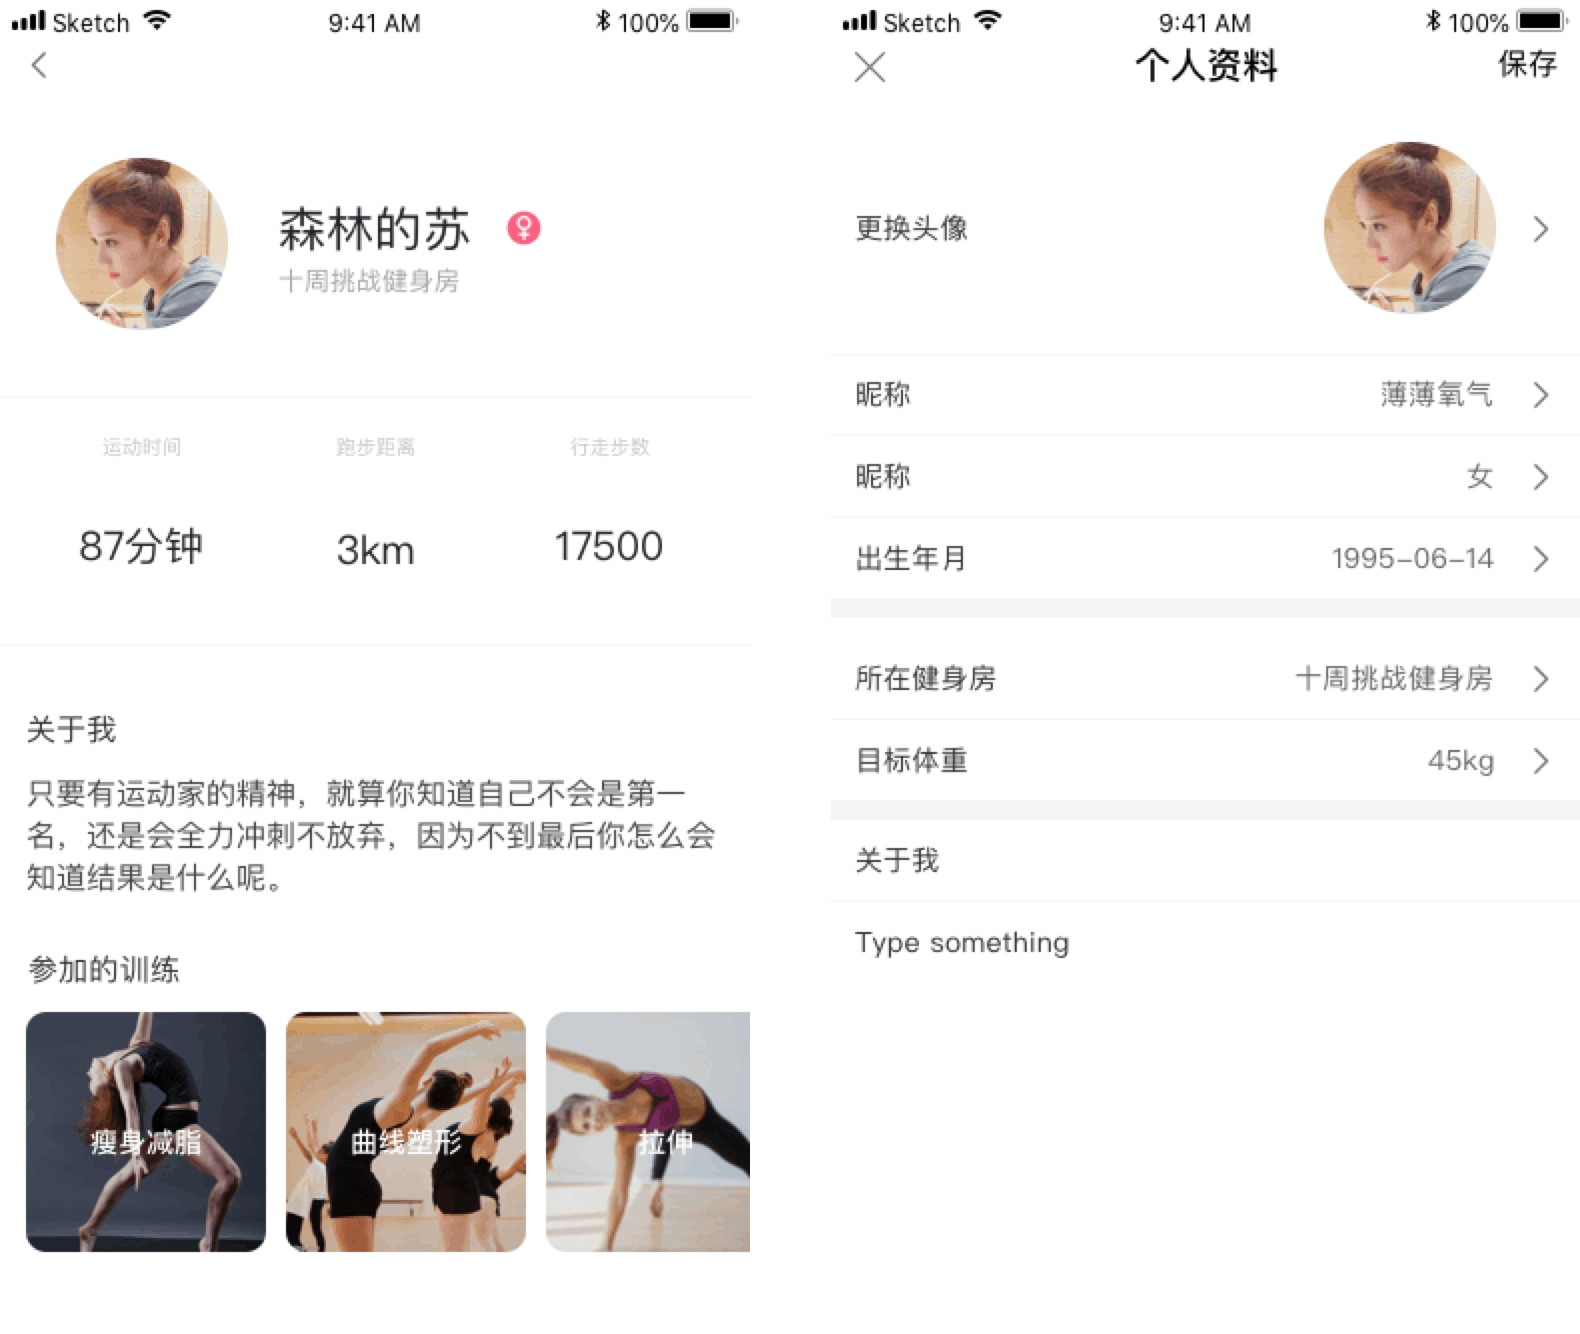 Sketch 9:41 AM 100%
森林的苏
十周挑战健身房
运动时间 跑步距离 行走步数
87分钟 3km 17500
关于我
只要有运动家的精神，就算你知道自己不会是第一
名，还是会全力冲刺不放弃，因为不到最后你怎么会
知道结果是什么呢。
参加的训练
瘦身减脂 曲线塑形 拉伸
Sketch 9:41 AM 100%
个人资料 保存
更换头像
昵称 薄薄氧气
昵称 女
出生年月 1995-06-14
所在健身房 十周挑战健身房
目标体重 45kg
关于我
Type something